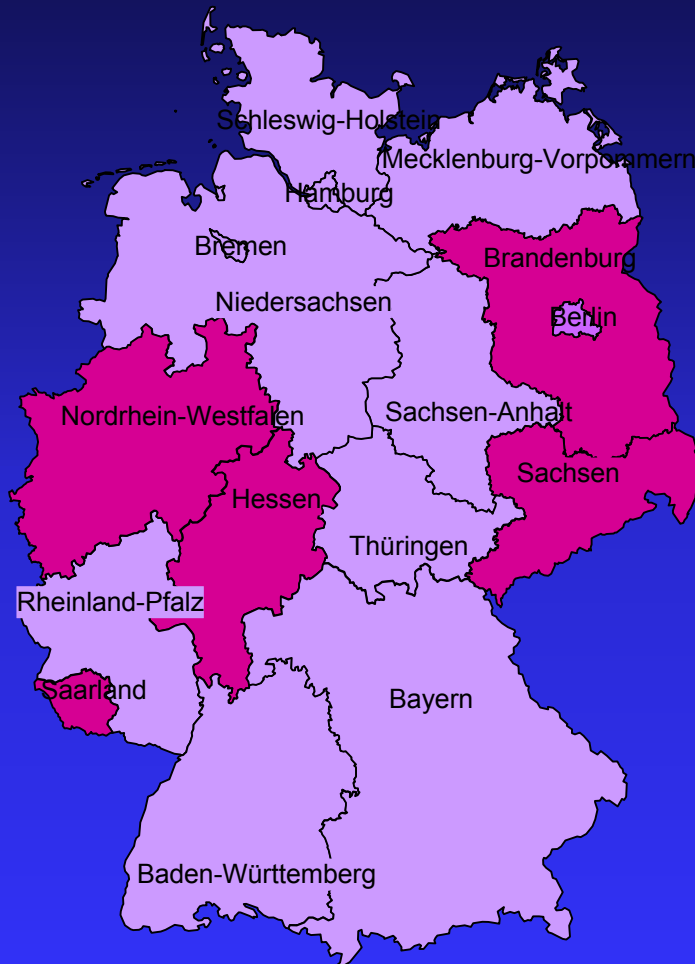 Schleswig-Holstein
Mecklenburg-Vorpommern
Hamburg
Bremen
Brandenburg
Niedersachsen
Berlin
Nordrhein-Westfalen
Sachsen-Anhalt
Sachsen
Hessen
Thüringen
Rheinland-Pfalz
Saarland
Bayern
Baden-Württemberg